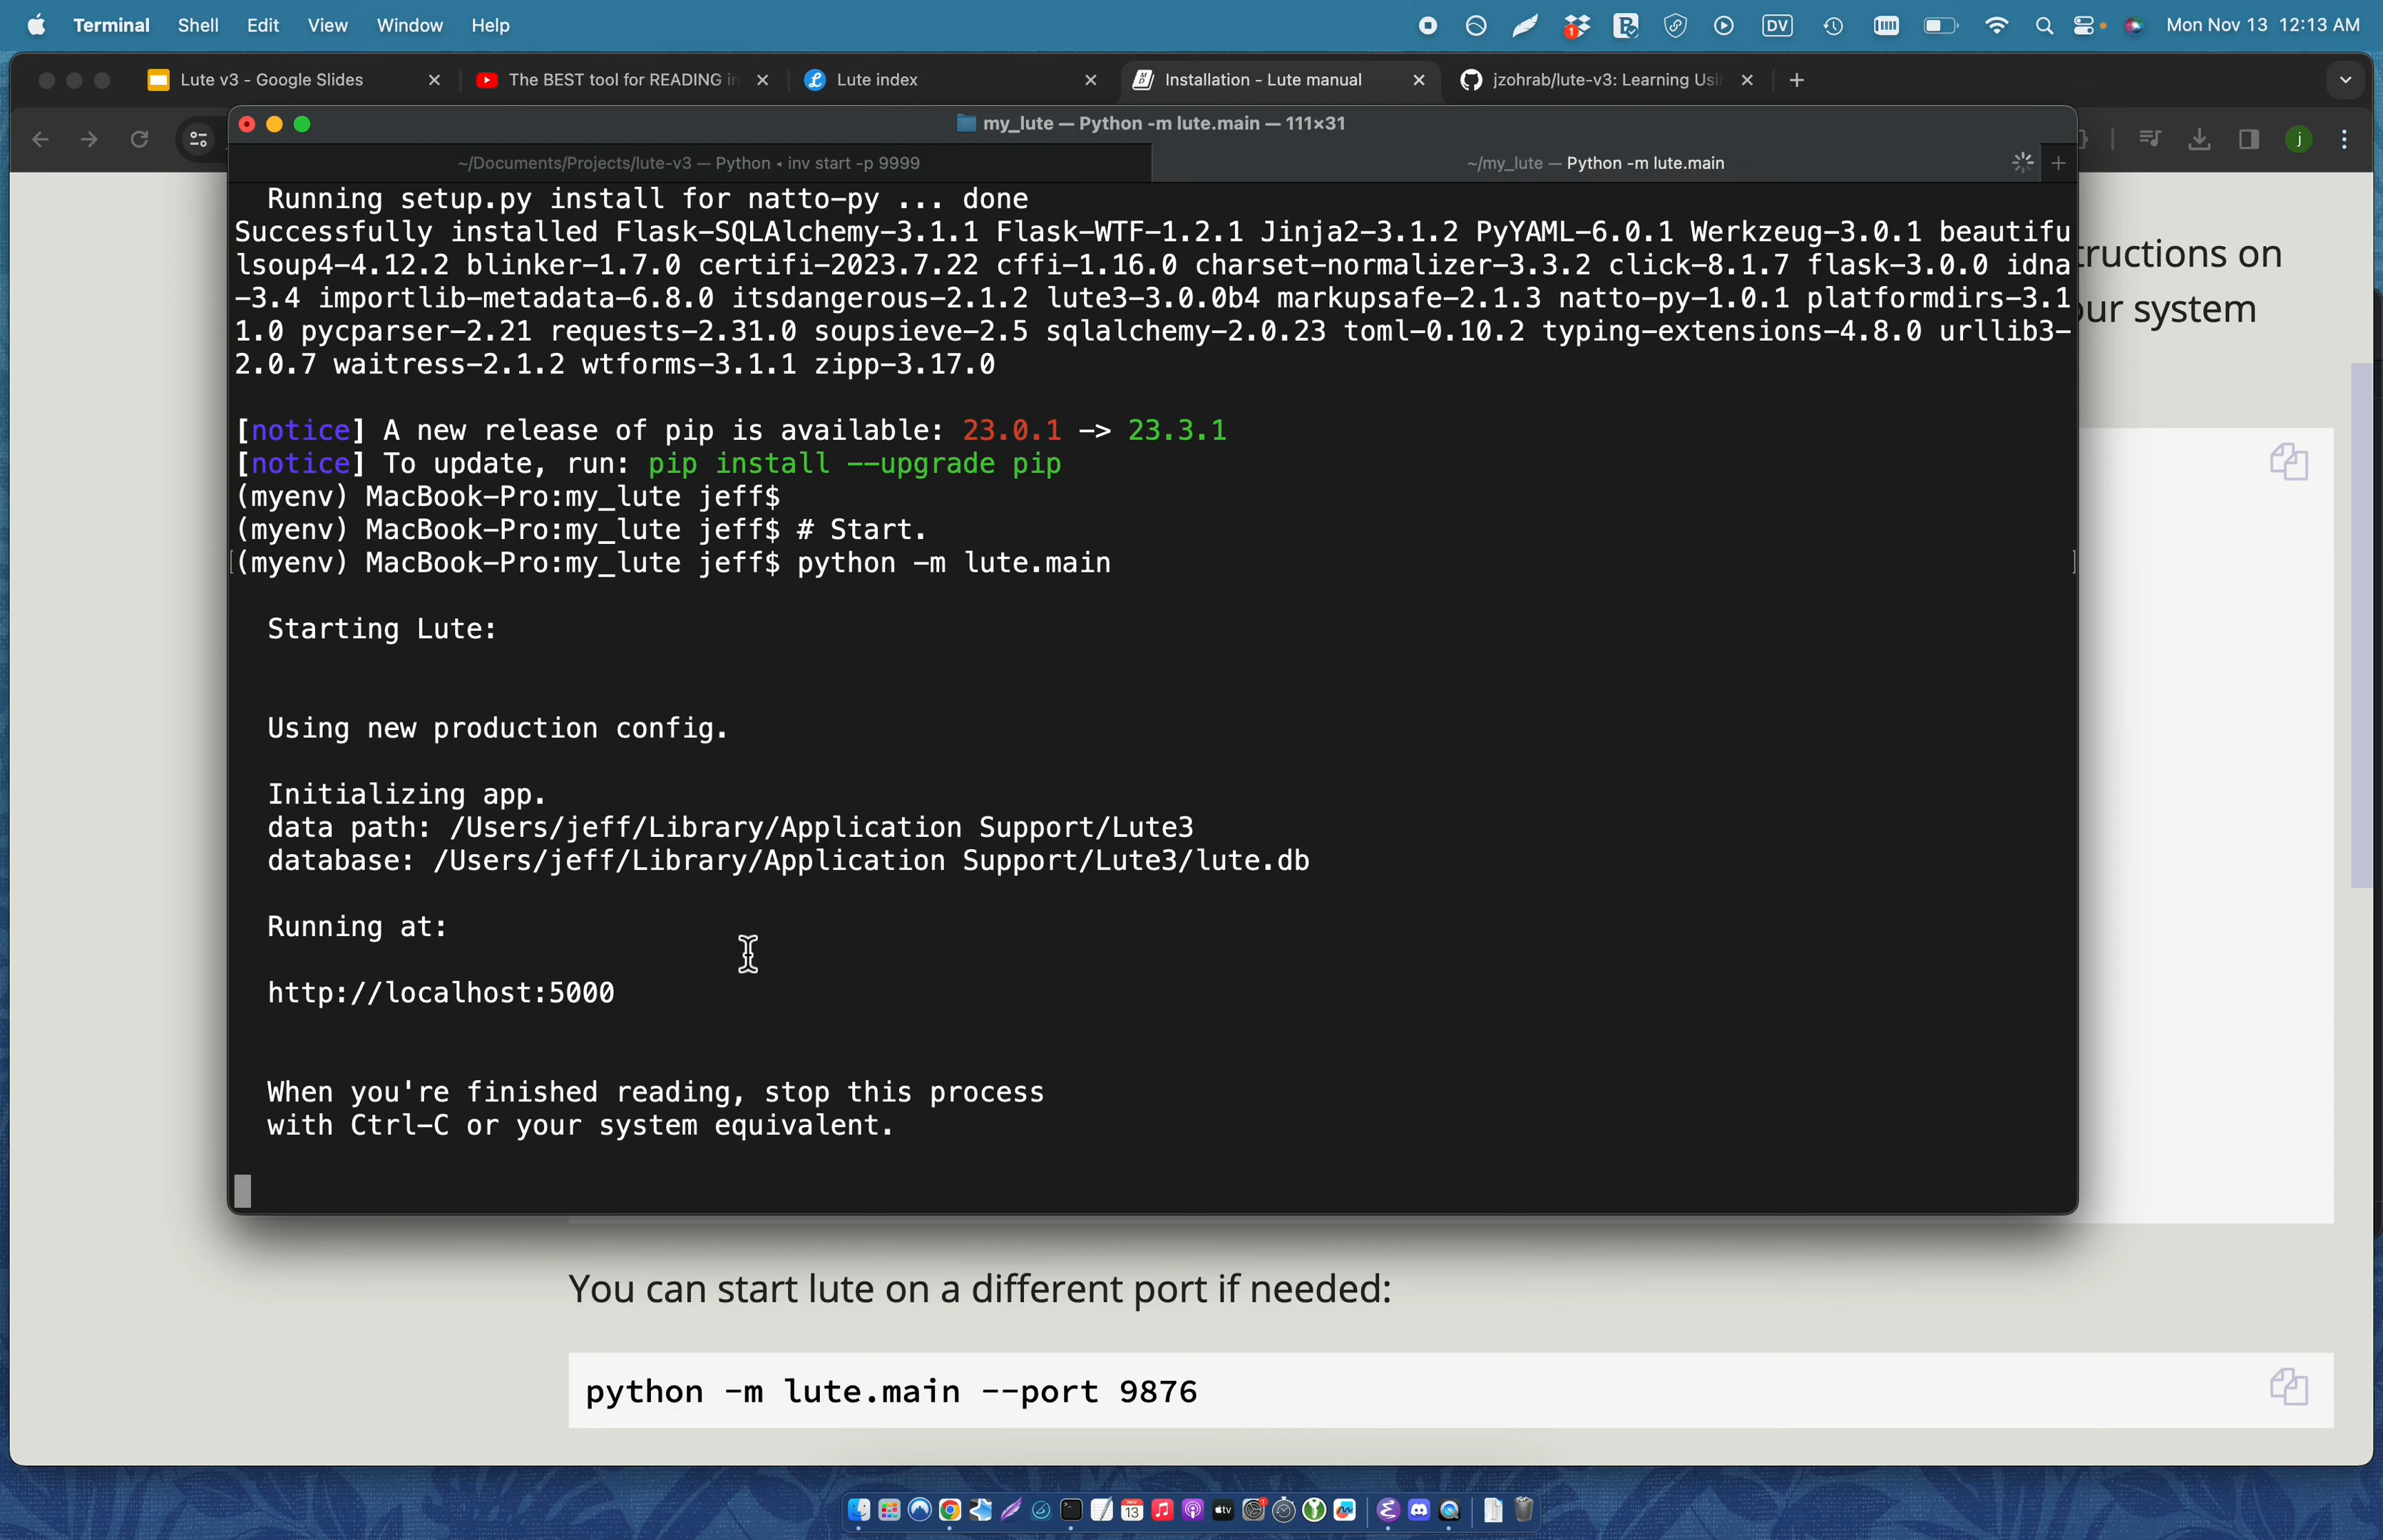 Terminal Shell Edit View Window Help
1
DV
Mon Nov 13 12:13 AM
Lute v3 - Google Slides
The BEST tool for READING in
Lute index
Installation - Lute manual
jzohrab/lute-v3: Learning Usi
j
my_lute — Python -m lute.main — 111×31
~/Documents/Projects/lute-v3 — Python ◂ inv start -p 9999
~/my_lute — Python -m lute.main
Running setup.py install for natto-py ... done
Successfully installed Flask-SQLAlchemy-3.1.1 Flask-WTF-1.2.1 Jinja2-3.1.2 PyYAML-6.0.1 Werkzeug-3.0.1 beautifu
lsoup4-4.12.2 blinker-1.7.0 certifi-2023.7.22 cffi-1.16.0 charset-normalizer-3.3.2 click-8.1.7 flask-3.0.0 idna
-3.4 importlib-metadata-6.8.0 itsdangerous-2.1.2 lute3-3.0.0b4 markupsafe-2.1.3 natto-py-1.0.1 platformdirs-3.1
1.0 pycparser-2.21 requests-2.31.0 soupsieve-2.5 sqlalchemy-2.0.23 toml-0.10.2 typing-extensions-4.8.0 urllib3-
2.0.7 waitress-2.1.2 wtforms-3.1.1 zipp-3.17.0
tructions on
our system
[notice] A new release of pip is available: 23.0.1 -> 23.3.1
[notice] To update, run: pip install --upgrade pip
(myenv) MacBook-Pro:my_lute jeff$
(myenv) MacBook-Pro:my_lute jeff$ # Start.
[(myenv) MacBook-Pro:my_lute jeff$ python -m lute.main ]
Starting Lute:
Using new production config.
Initializing app.
data path: /Users/jeff/Library/Application Support/Lute3
database: /Users/jeff/Library/Application Support/Lute3/lute.db
Running at:
http://localhost:5000
When you're finished reading, stop this process
with Ctrl-C or your system equivalent.
You can start lute on a different port if needed:
python -m lute.main --port 9876
NOV
13
tv
1